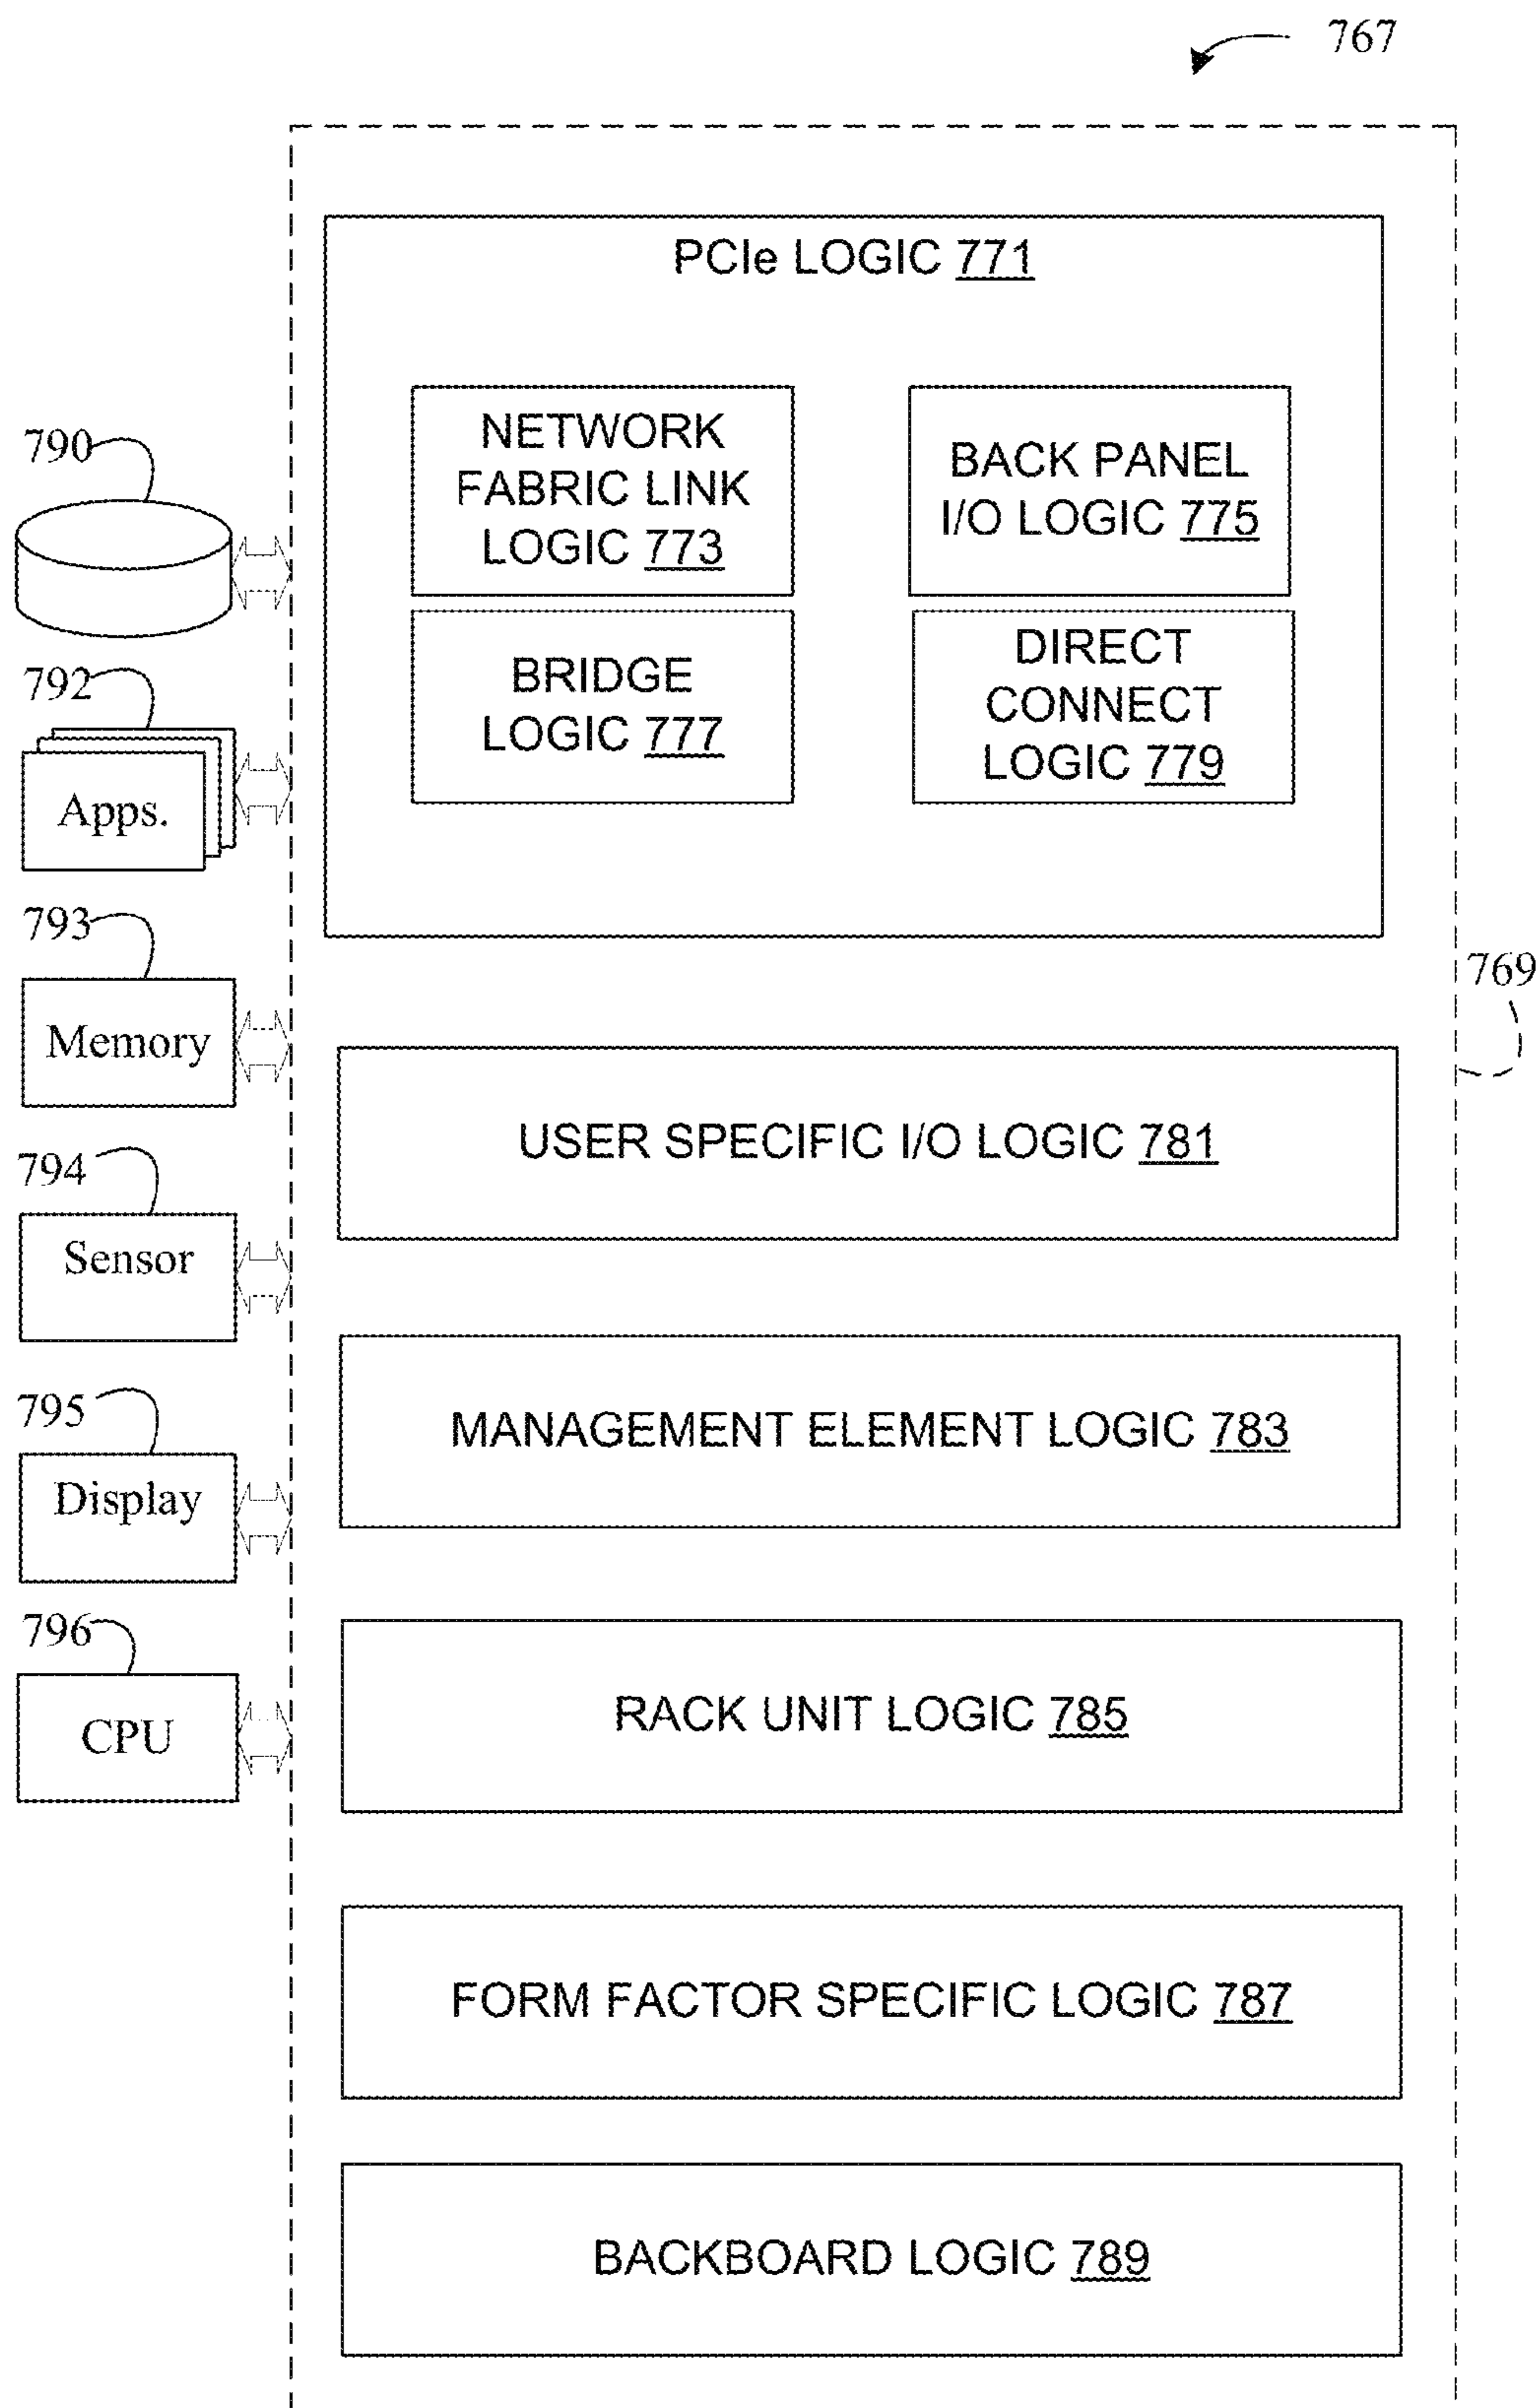 767
PCIe LOGIC 771
NETWORK
FABRIC LINK
LOGIC 773
BACK PANEL
I/O LOGIC 775
790
BRIDGE
LOGIC 777
DIRECT
CONNECT
LOGIC 779
792
Apps.
793
Memory
769
USER SPECIFIC I/O LOGIC 781
794
Sensor
MANAGEMENT ELEMENT LOGIC 783
795
Display
796
CPU
RACK UNIT LOGIC 785
FORM FACTOR SPECIFIC LOGIC 787
BACKBOARD LOGIC 789